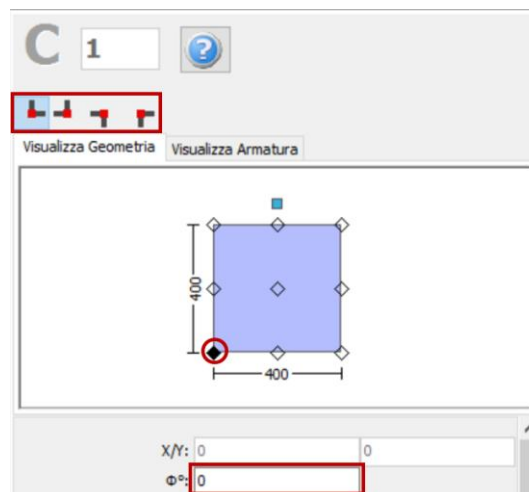 C 1 ?
Visualizza Geometria Visualizza Armatura
400
400
X/Y: 0 0
Φ°: 0